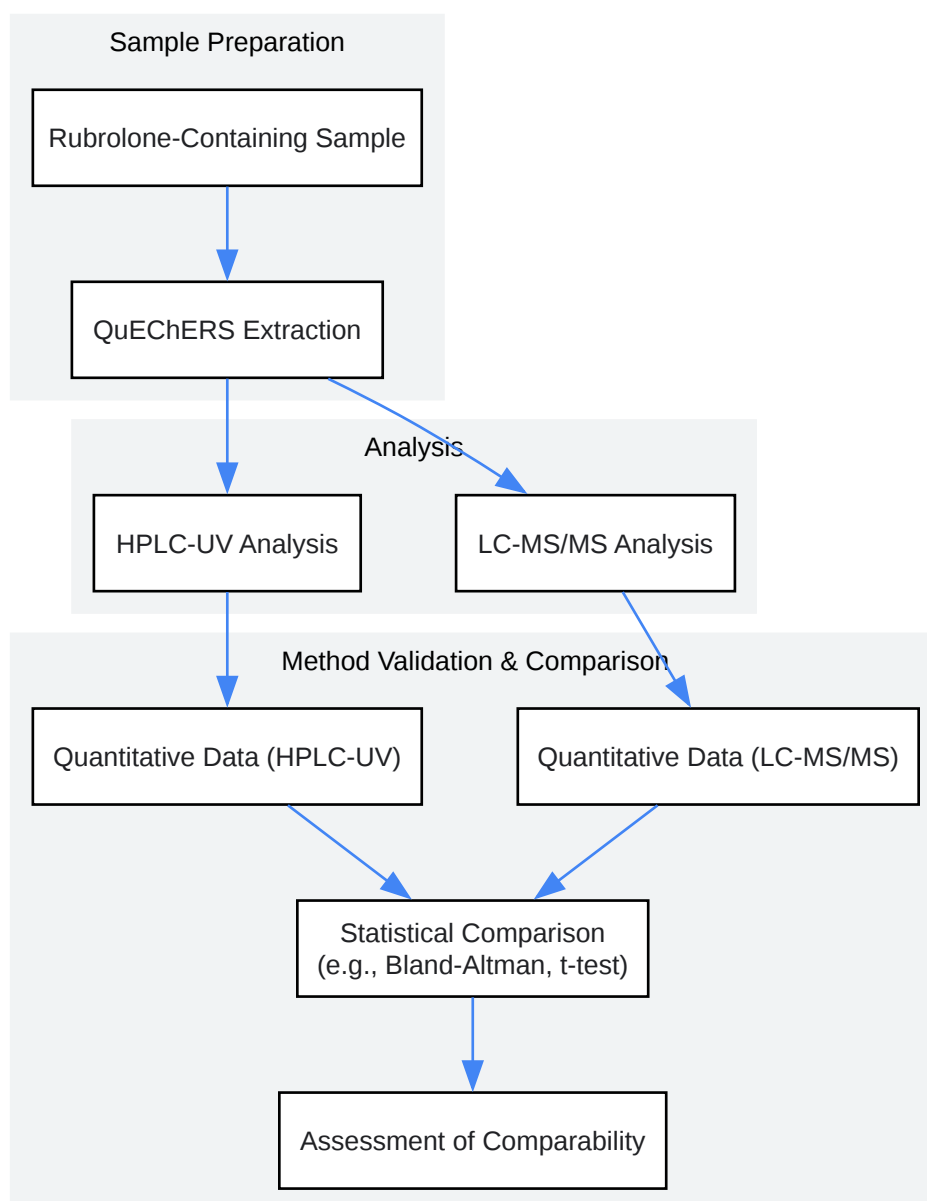 Sample Preparation
Rubrolone-Containing Sample
QuEChERS Extraction
Analysis
HPLC-UV Analysis
LC-MS/MS Analysis
Method Validation & Comparison
Quantitative Data (HPLC-UV)
Quantitative Data (LC-MS/MS)
Statistical Comparison
(e.g., Bland-Altman, t-test)
Assessment of Comparability